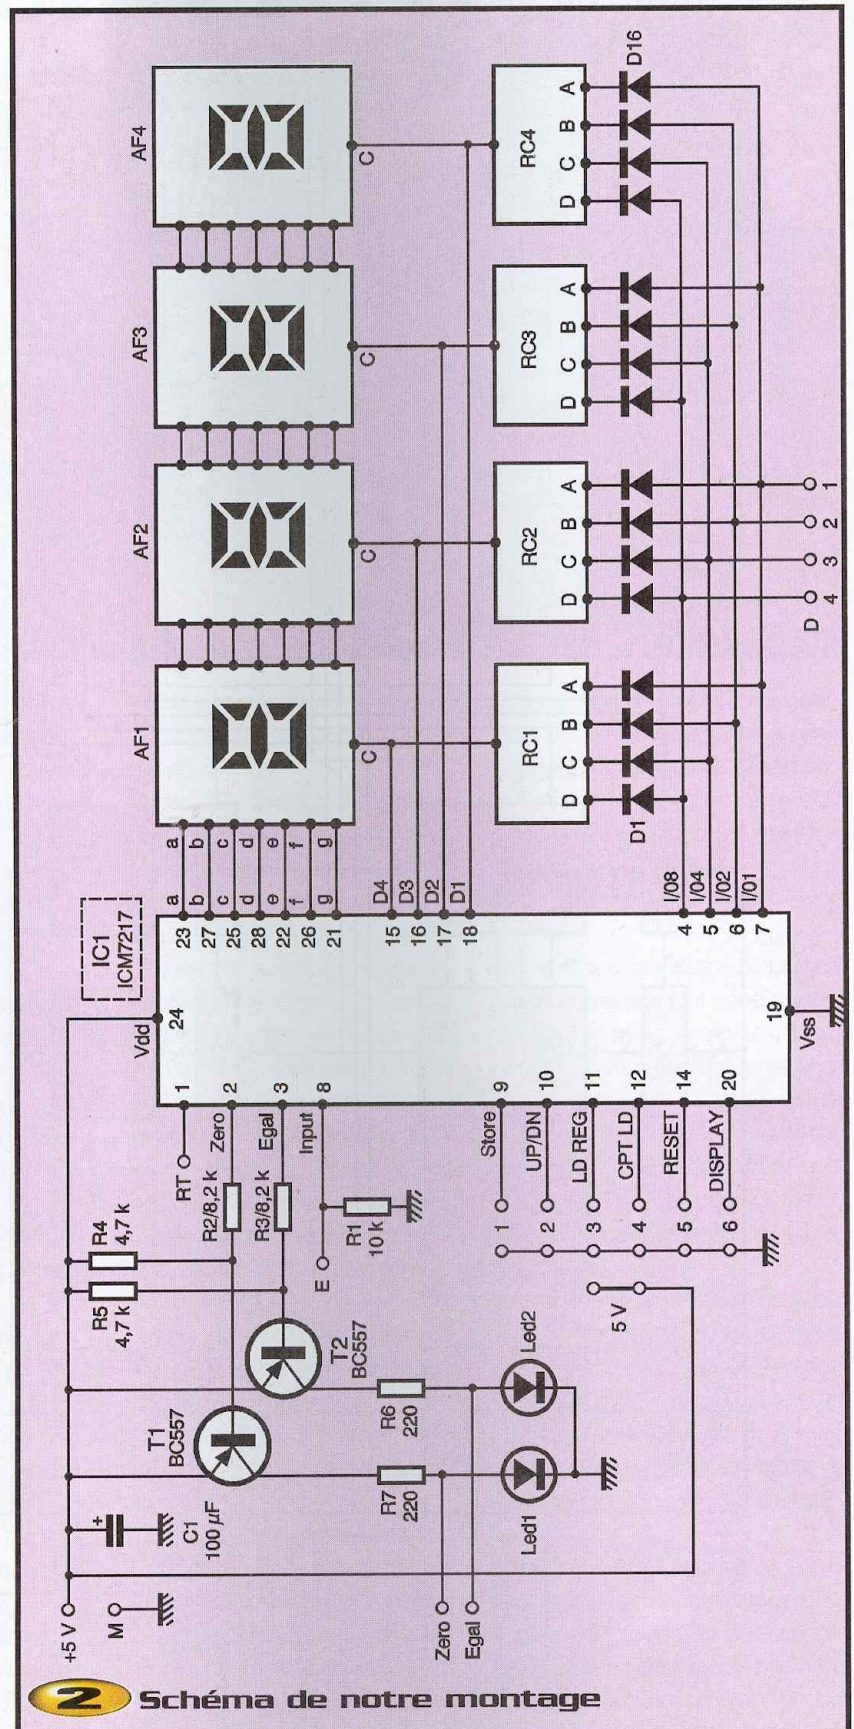 2 Schéma de notre montage
+5 V
M
C1
100 µF
T1
BC557
T2
BC557
R5
4,7 k
R4
4,7 k
R7
220
R6
220
Zero
Egal
Led1
Led2
RT
R2/8,2 k
R3/8,2 k
E
R1
10 k
5 V
1
2
3
4
5
6
Zero
Egal
Input
Store
UP/DN
LD REG
CPT LD
RESET
DISPLAY
1
2
3
8
9
10
11
12
14
20
Vdd
24
IC1
ICM7217
19
Vss
23
27
25
28
22
26
21
15
16
17
18
4
5
6
7
a
b
c
d
e
f
g
a
b
c
d
e
f
g
D4
D3
D2
D1
I/08
I/04
I/02
I/01
AF1
AF2
AF3
AF4
C
C
C
C
RC1
D C B A
RC2
D C B A
RC3
D C B A
RC4
D C B A
D1
D16
D
4 3 2 1